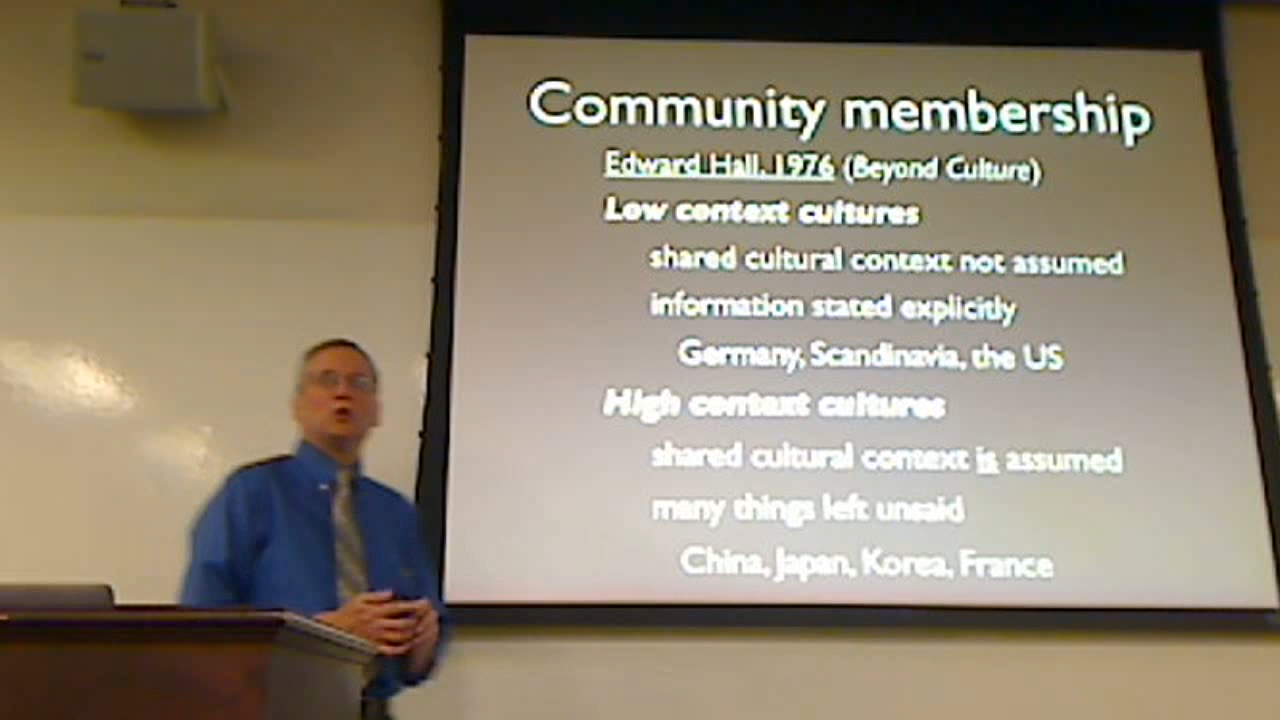 Community membership
Edward Hall, 1976 (Beyond Culture)
Low context cultures
shared cultural context not assumed
information stated explicitly
Germany, Scandinavia, the US
High context cultures
shared cultural context is assumed
many things left unsaid
China, Japan, Korea, France